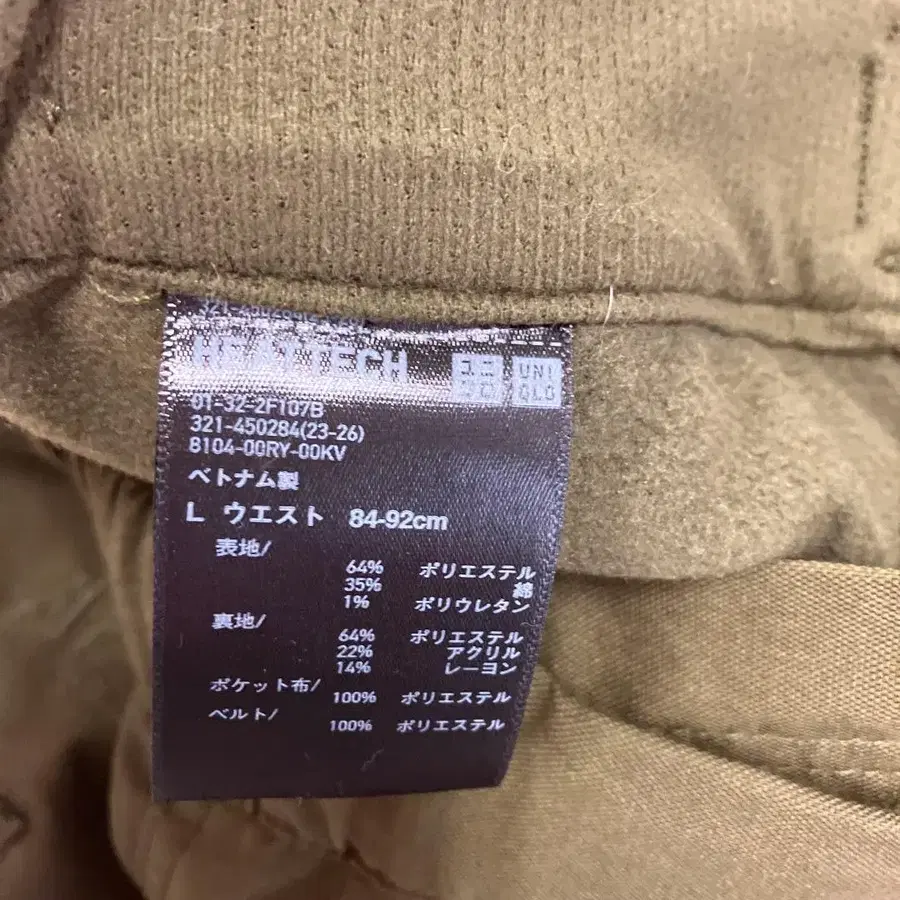 HEATTECH
ユニ UNI
クロ QLO
01-32-2F107B
321-450284(23-26)
8104-00RY-00KV
ベトナム製
L ウエスト 84-92cm
表地/
64% ポリエステル
35% 綿
1% ポリウレタン
裏地/
64% ポリエステル
22% アクリル
14% レーヨン
ポケット布/ 100% ポリエステル
ベルト/ 100% ポリエステル